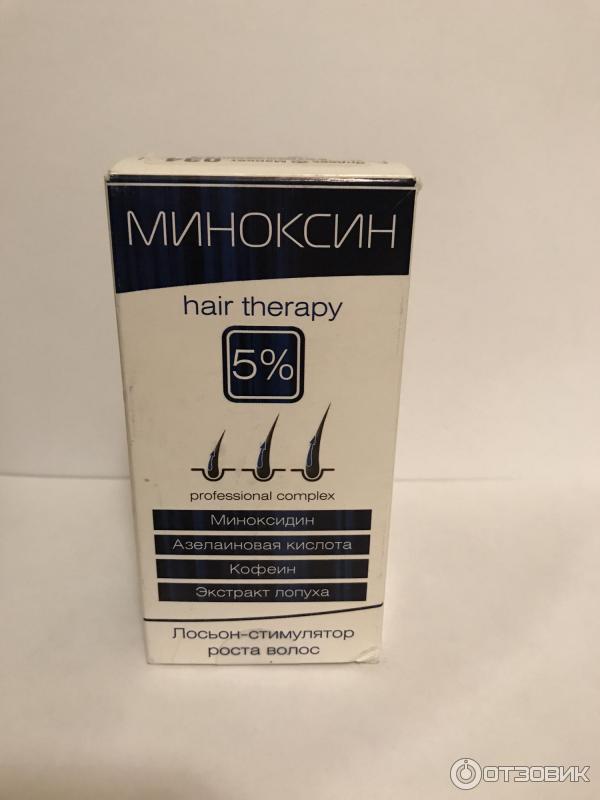 МИНОКСИН
hair therapy
5%
professional complex
Миноксидин
Азелаиновая кислота
Кофеин
Экстракт лопуха
Лосьон-стимулятор
роста волос
ОТЗОВИК